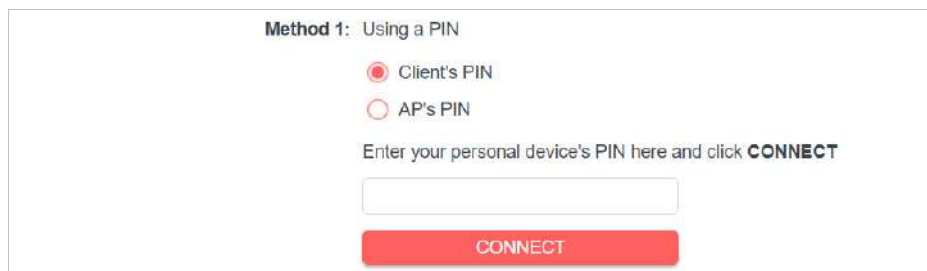 Method 1: Using a PIN
Client's PIN
AP's PIN
Enter your personal device's PIN here and click CONNECT
CONNECT